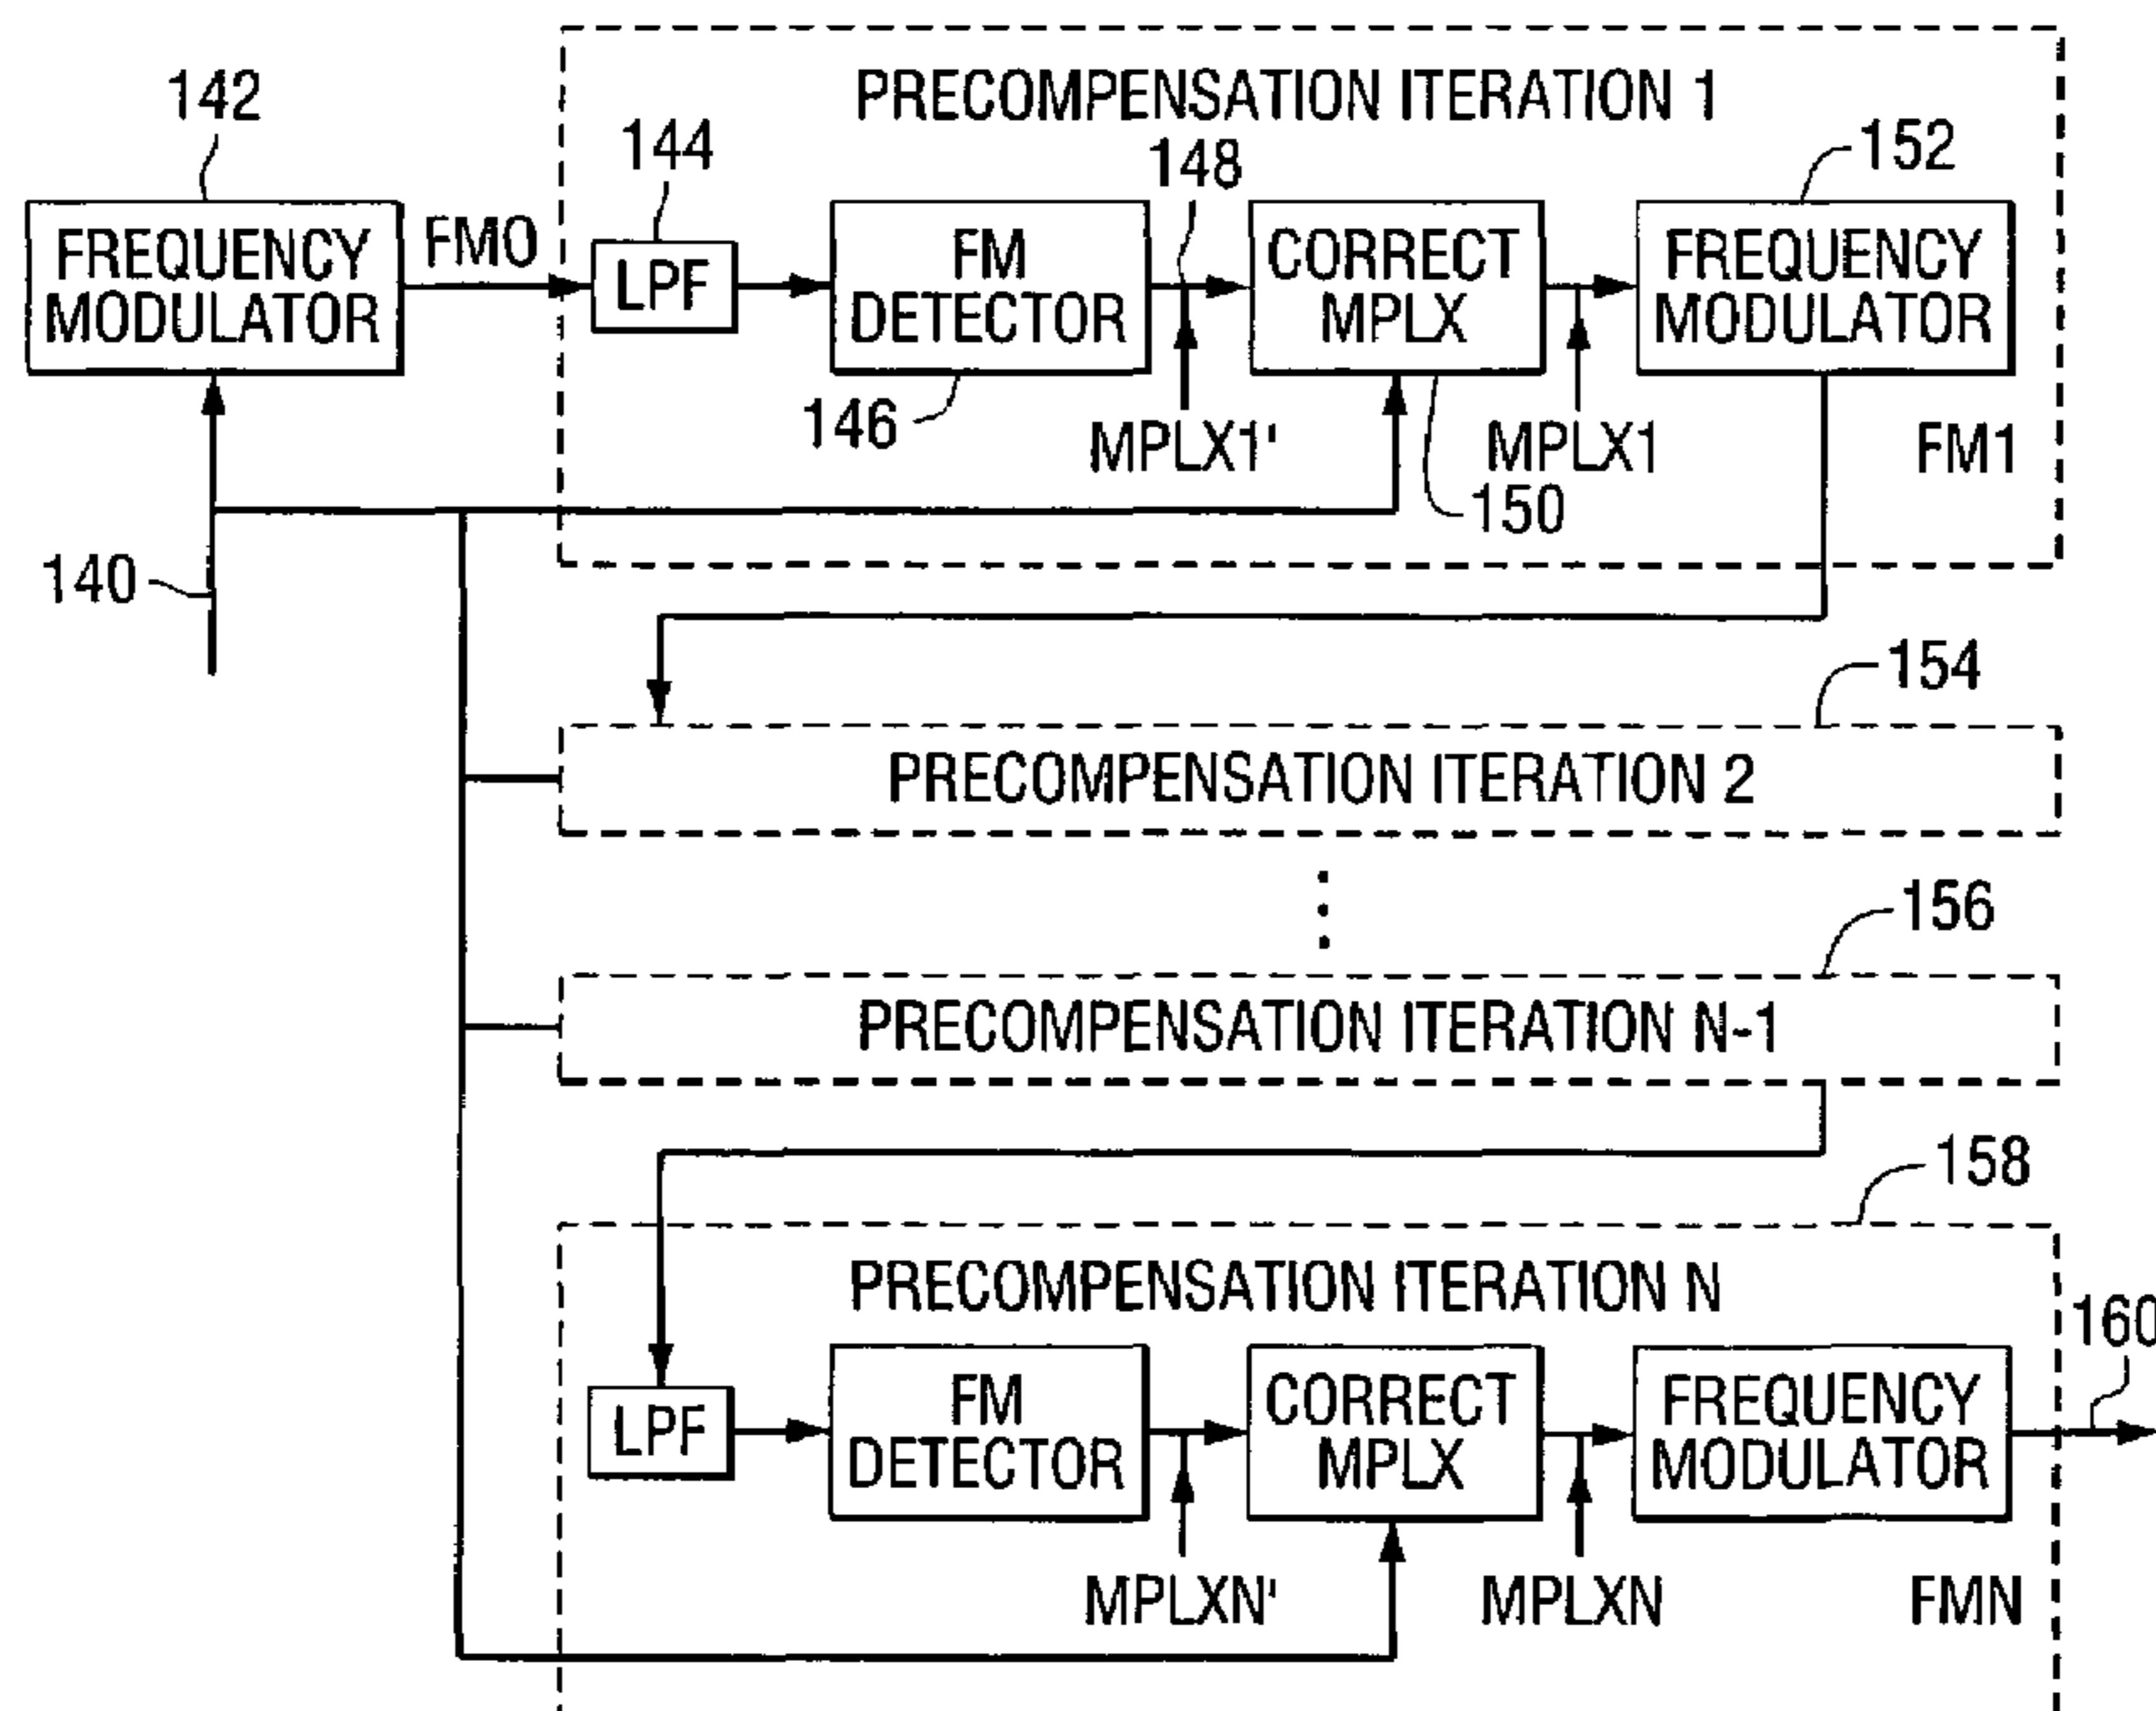 PRECOMPENSATION ITERATION 1
142
144
148
152
FREQUENCY
MODULATOR
FM0
LPF
FM
DETECTOR
CORRECT
MPLX
FREQUENCY
MODULATOR
146
MPLX1'
MPLX1
FM1
150
140
154
PRECOMPENSATION ITERATION 2
156
PRECOMPENSATION ITERATION N-1
158
PRECOMPENSATION ITERATION N
160
LPF
FM
DETECTOR
CORRECT
MPLX
FREQUENCY
MODULATOR
MPLXN'
MPLXN
FMN